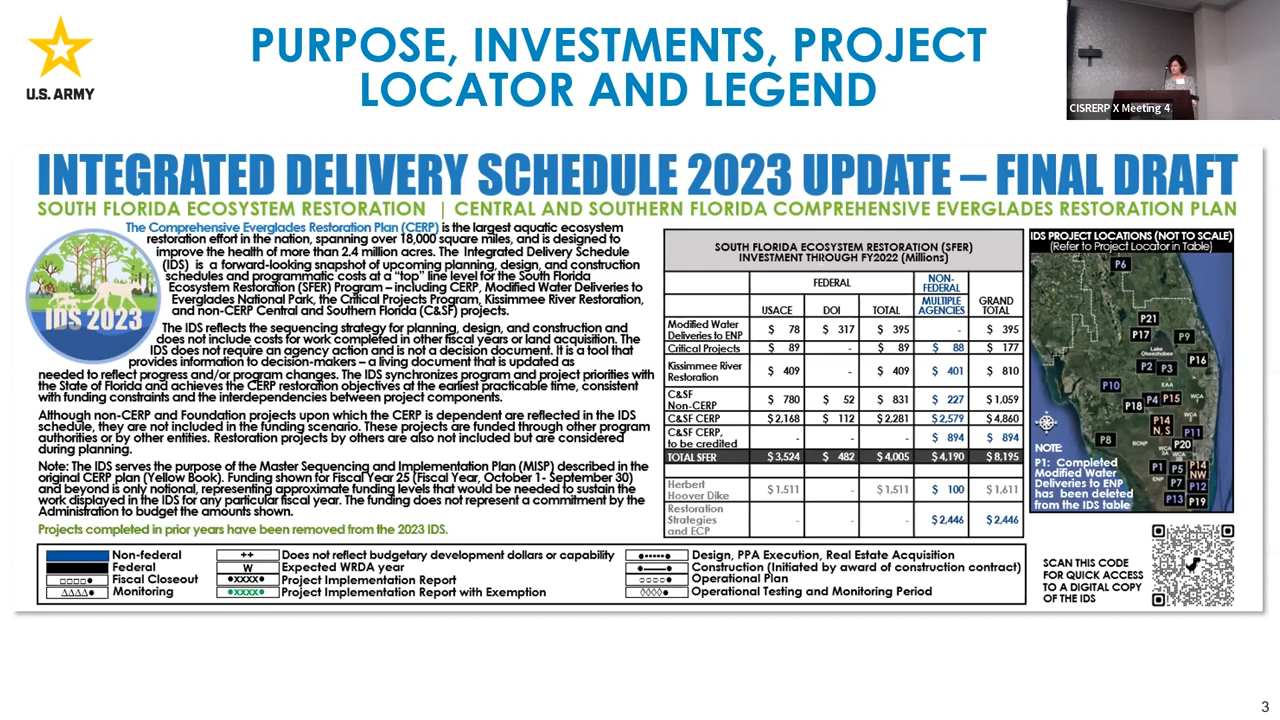 PURPOSE, INVESTMENTS, PROJECT
LOCATOR AND LEGEND
U.S. ARMY
CISRERP X Meeting 4
INTEGRATED DELIVERY SCHEDULE 2023 UPDATE – FINAL DRAFT
SOUTH FLORIDA ECOSYSTEM RESTORATION | CENTRAL AND SOUTHERN FLORIDA COMPREHENSIVE EVERGLADES RESTORATION PLAN
IDS 2023
The Comprehensive Everglades Restoration Plan (CERP) is the largest aquatic ecosystem
restoration effort in the nation, spanning over 18,000 square miles, and is designed to
improve the health of more than 2.4 million acres. The Integrated Delivery Schedule
(IDS) is a forward-looking snapshot of upcoming planning, design, and construction
schedules and programmatic costs at a “top” line level for the South Florida
Ecosystem Restoration (SFER) Program – including CERP, Modified Water Deliveries to
Everglades National Park, the Critical Projects Program, Kissimmee River Restoration,
and non-CERP Central and Southern Florida (C&SF) projects.
The IDS reflects the sequencing strategy for planning, design, and construction and
does not include costs for work completed in other fiscal years or land acquisition. The
IDS does not require an agency action and is not a decision document. It is a tool that
provides information to decision-makers – a living document that is updated as
needed to reflect progress and/or program changes. The IDS synchronizes program and project priorities with
the State of Florida and achieves the CERP restoration objectives at the earliest practicable time, consistent
with funding constraints and the interdependencies between project components.
Although non-CERP and Foundation projects upon which the CERP is dependent are reflected in the IDS
schedule, they are not included in the funding scenario. These projects are funded through other program
authorities or by other entities. Restoration projects by others are also not included but are considered
during planning.
Note: The IDS serves the purpose of the Master Sequencing and Implementation Plan (MISP) described in the
original CERP plan (Yellow Book). Funding shown for Fiscal Year 25 (Fiscal Year, October 1- September 30)
and beyond is only notional, representing approximate funding levels that would be needed to sustain the
work displayed in the IDS for any particular fiscal year. The funding does not represent a commitment by the
Administration to budget the amounts shown.
Projects completed in prior years have been removed from the 2023 IDS.
SOUTH FLORIDA ECOSYSTEM RESTORATION (SFER)
INVESTMENT THROUGH FY2022 (Millions)
FEDERAL NON-FEDERAL
USACE DOI TOTAL MULTIPLE AGENCIES GRAND TOTAL
Modified Water Deliveries to ENP $ 78 $ 317 $ 395 - $ 395
Critical Projects $ 89 - $ 89 $ 88 $ 177
Kissimmee River Restoration $ 409 - $ 409 $ 401 $ 810
C&SF Non-CERP $ 780 $ 52 $ 831 $ 227 $ 1,059
C&SF CERP $ 2,168 $ 112 $ 2,281 $ 2,579 $ 4,860
C&SF CERP, to be credited - - - $ 894 $ 894
TOTAL SFER $ 3,524 $ 482 $ 4,005 $ 4,190 $ 8,195
Herbert Hoover Dike $ 1,511 - $ 1,511 $ 100 $ 1,611
Restoration Strategies and ECP - - - $ 2,446 $ 2,446
IDS PROJECT LOCATIONS (NOT TO SCALE)
(Refer to Project Locator in Table)
P6
P21
P17 P9
Lake Okeechobee
P16
P2 P3
P10 EAA
P4 P15
P18 WCA
P14 N, S
P11
P8 BCNP P20
WCA
P1 P5 P14 NW
ENP P7 P12
P13 P19
NOTE:
P1: Completed
Modified Water
Deliveries to ENP
has been deleted
from the IDS table
Non-federal
Federal
Fiscal Closeout
Monitoring
++ Does not reflect budgetary development dollars or capability
W Expected WRDA year
●XXXX● Project Implementation Report
●XXXX● Project Implementation Report with Exemption
Design, PPA Execution, Real Estate Acquisition
Construction (Initiated by award of construction contract)
Operational Plan
Operational Testing and Monitoring Period
SCAN THIS CODE
FOR QUICK ACCESS
TO A DIGITAL COPY
OF THE IDS
3